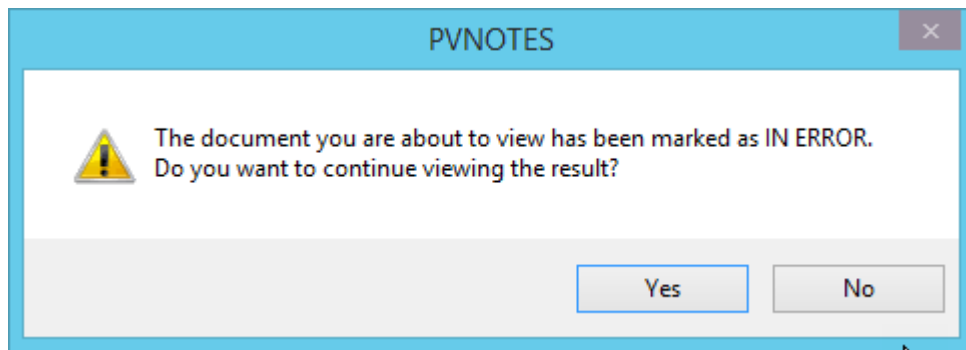 PVNOTES
The document you are about to view has been marked as IN ERROR.
Do you want to continue viewing the result?
Yes No